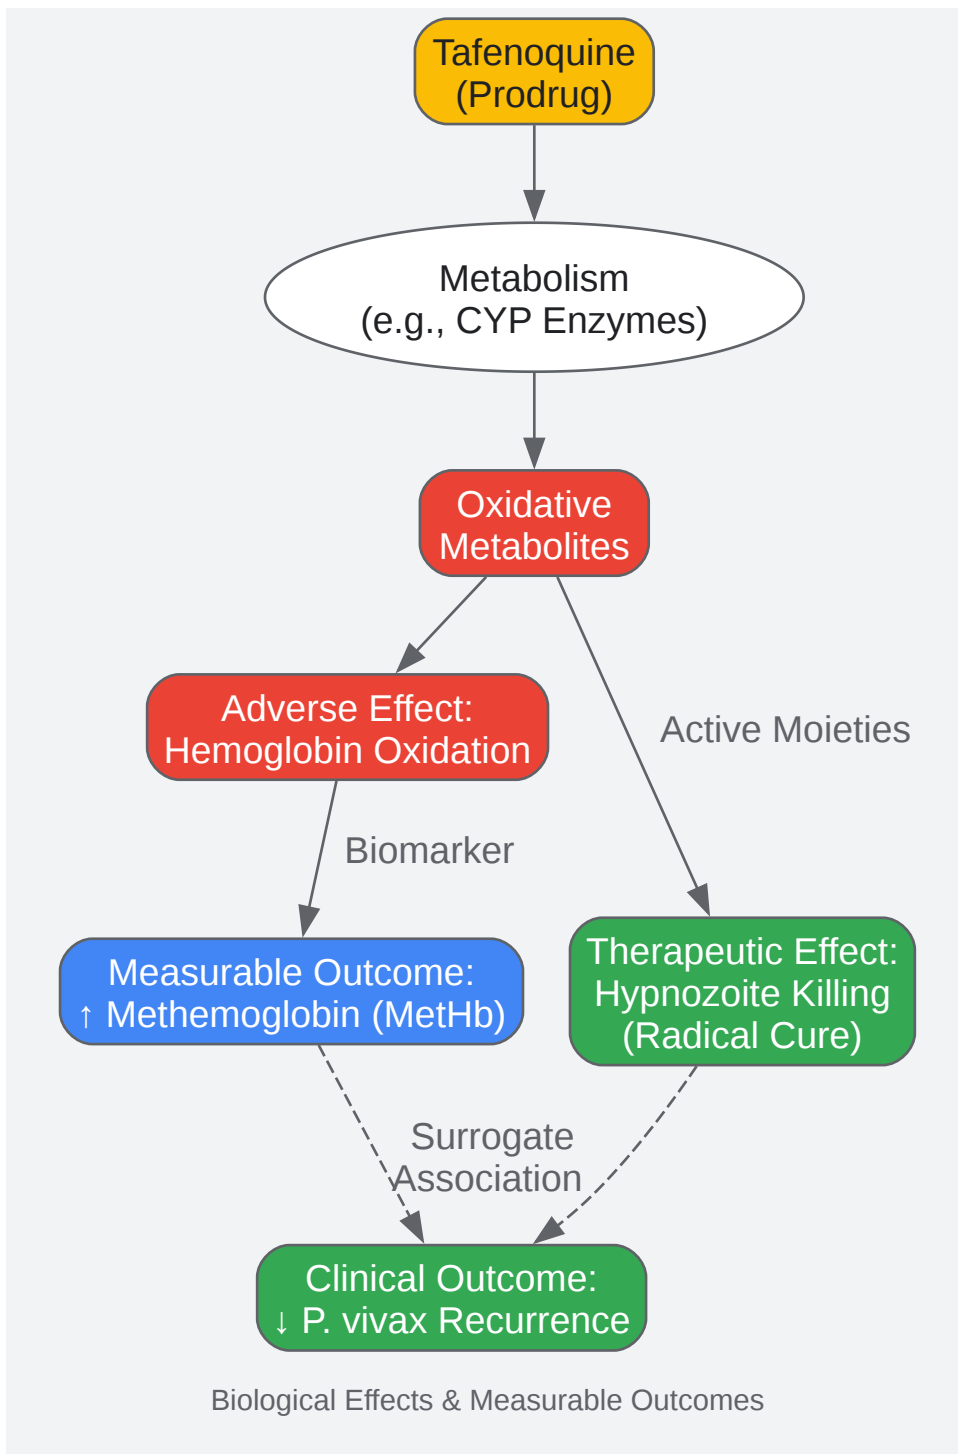 Tafenoquine
(Prodrug)
Metabolism
(e.g., CYP Enzymes)
Oxidative
Metabolites
Adverse Effect:
Hemoglobin Oxidation
Active Moieties
Biomarker
Measurable Outcome:
↑ Methemoglobin (MetHb)
Therapeutic Effect:
Hypnozoite Killing
(Radical Cure)
Surrogate
Association
Clinical Outcome:
↓ P. vivax Recurrence
Biological Effects & Measurable Outcomes